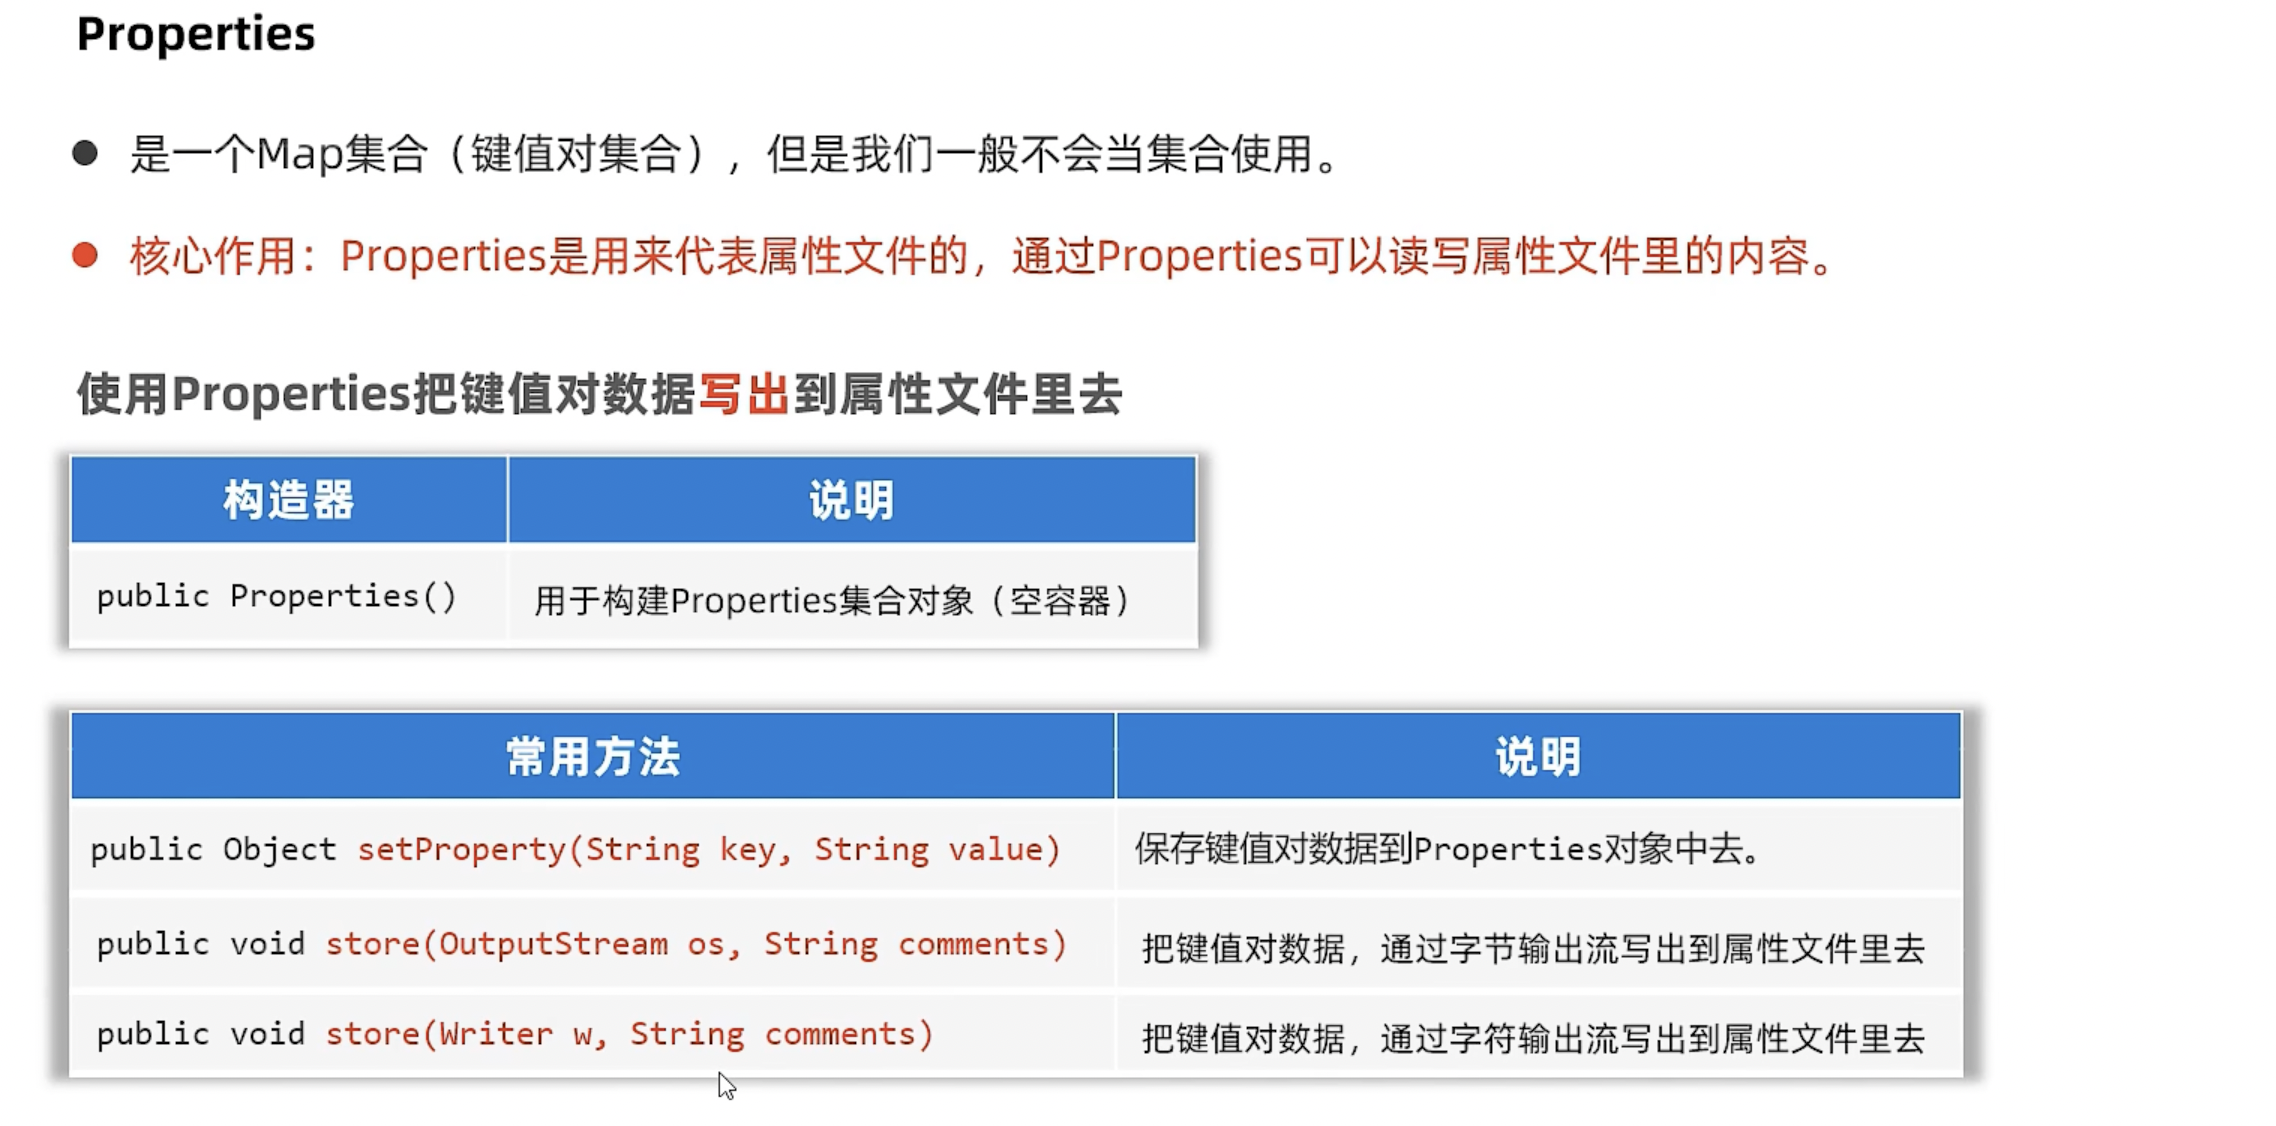 Properties
是一个Map集合（键值对集合），但是我们一般不会当集合使用。
核心作用：Properties是用来代表属性文件的，通过Properties可以读写属性文件里的内容。
使用Properties把键值对数据写出到属性文件里去
构造器 说明
public Properties() 用于构建Properties集合对象（空容器）
常用方法 说明
public Object setProperty(String key, String value) 保存键值对数据到Properties对象中去。
public void store(OutputStream os, String comments) 把键值对数据，通过字节输出流写出到属性文件里去
public void store(Writer w, String comments) 把键值对数据，通过字符输出流写出到属性文件里去